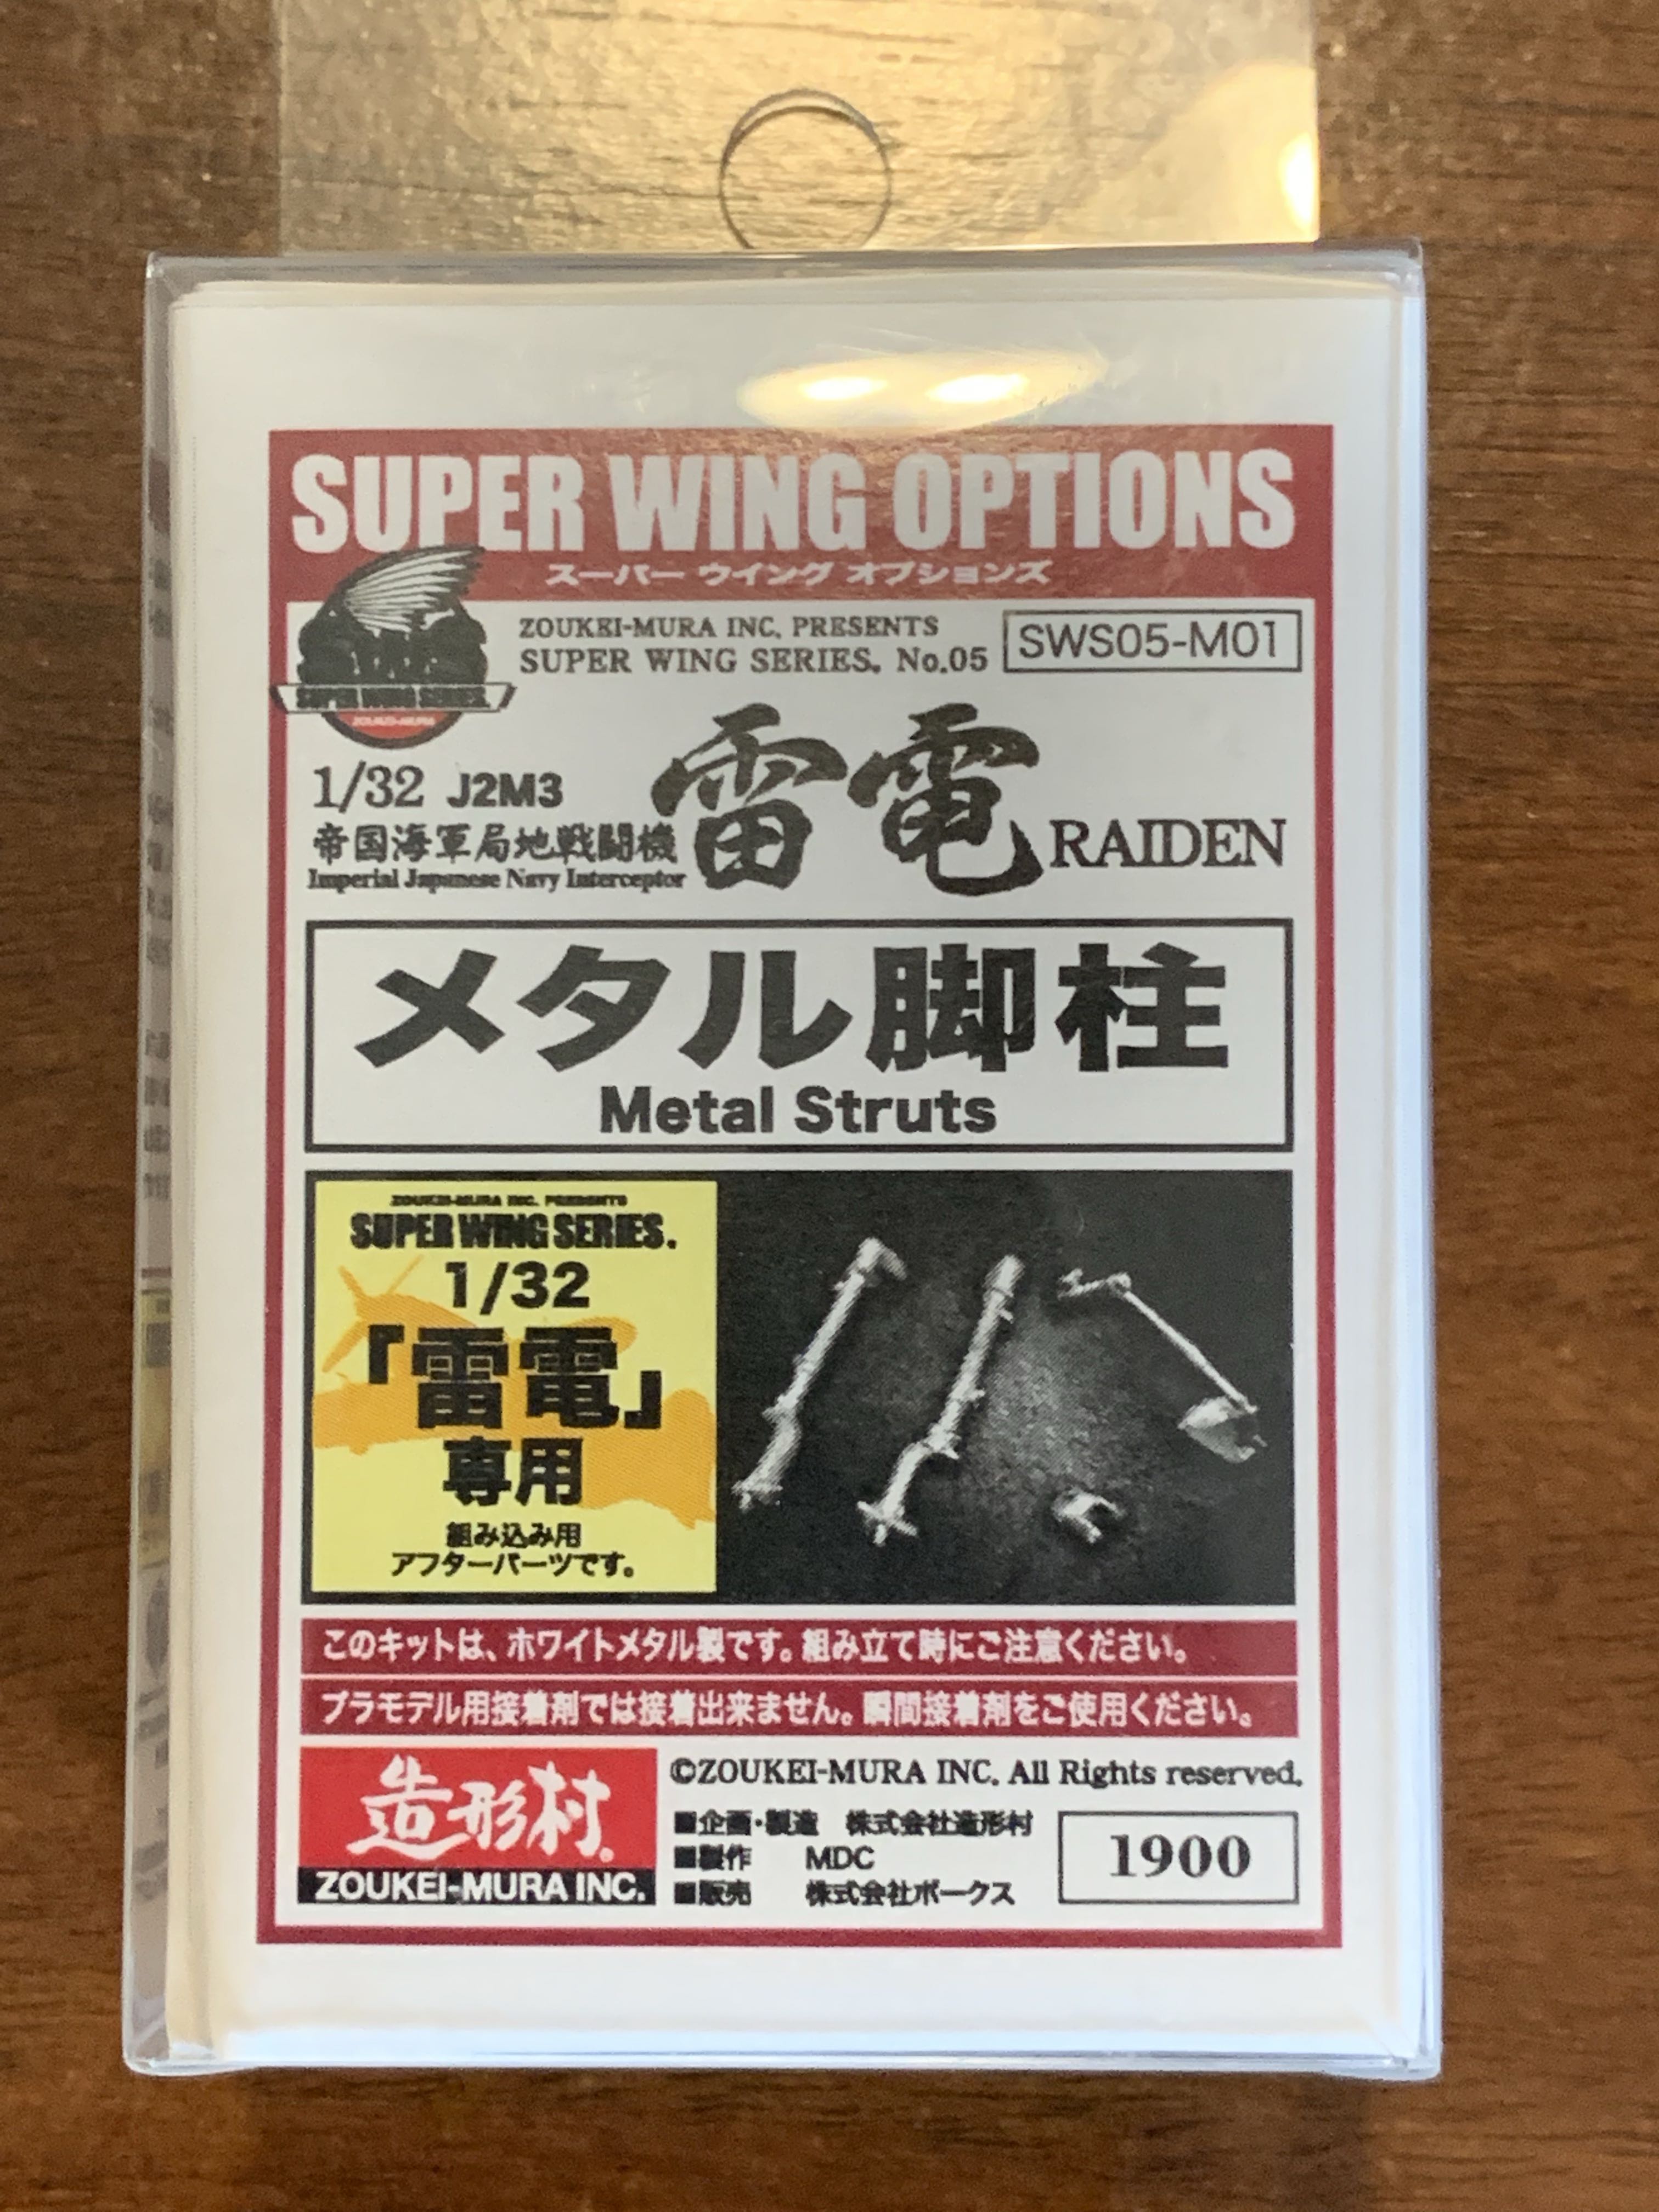 SUPER WING OPTIONS
スーパー ウイング オプションズ
ZOUKEI-MURA INC. PRESENTS
SUPER WING SERIES. No.05
SWS05-M01
SUPER WING SERIES.
ZOUKEI-MURA
1/32 J2M3
帝国海軍局地戦闘機
Imperial Japanese Navy Interceptor
雷電 RAIDEN
メタル脚柱
Metal Struts
ZOUKEI-MURA INC. PRESENTS
SUPER WING SERIES.
1/32
「雷電」
専用
組み込み用
アフターパーツです。
このキットは、ホワイトメタル製です。組み立て時にご注意ください。
プラモデル用接着剤では接着出来ません。瞬間接着剤をご使用ください。
造形村
ZOUKEI-MURA INC.
©ZOUKEI-MURA INC. All Rights reserved.
■企画・製造 株式会社造形村
■製作 MDC
■販売 株式会社ボークス
1900